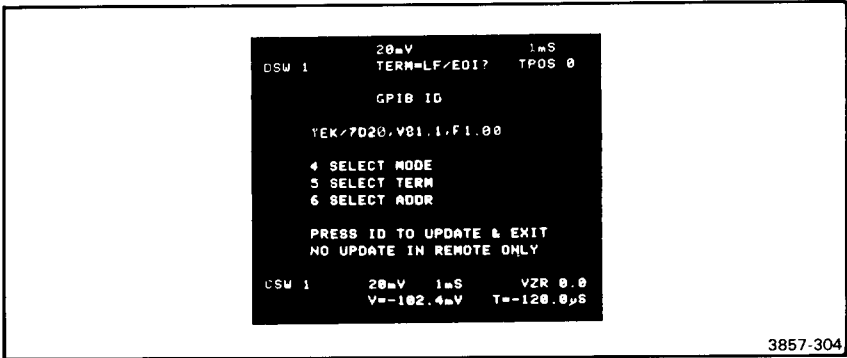 20mV 1mS
DSW 1 TERM=LF/EOI? TPOS 0
GPIB ID
TEK/7D20,V81.1,F1.00
4 SELECT MODE
5 SELECT TERM
6 SELECT ADDR
PRESS ID TO UPDATE & EXIT
NO UPDATE IN REMOTE ONLY
CSW 1 20mV 1mS VZR 0.0
V=-102.4mV T=-120.0µS
3857-304